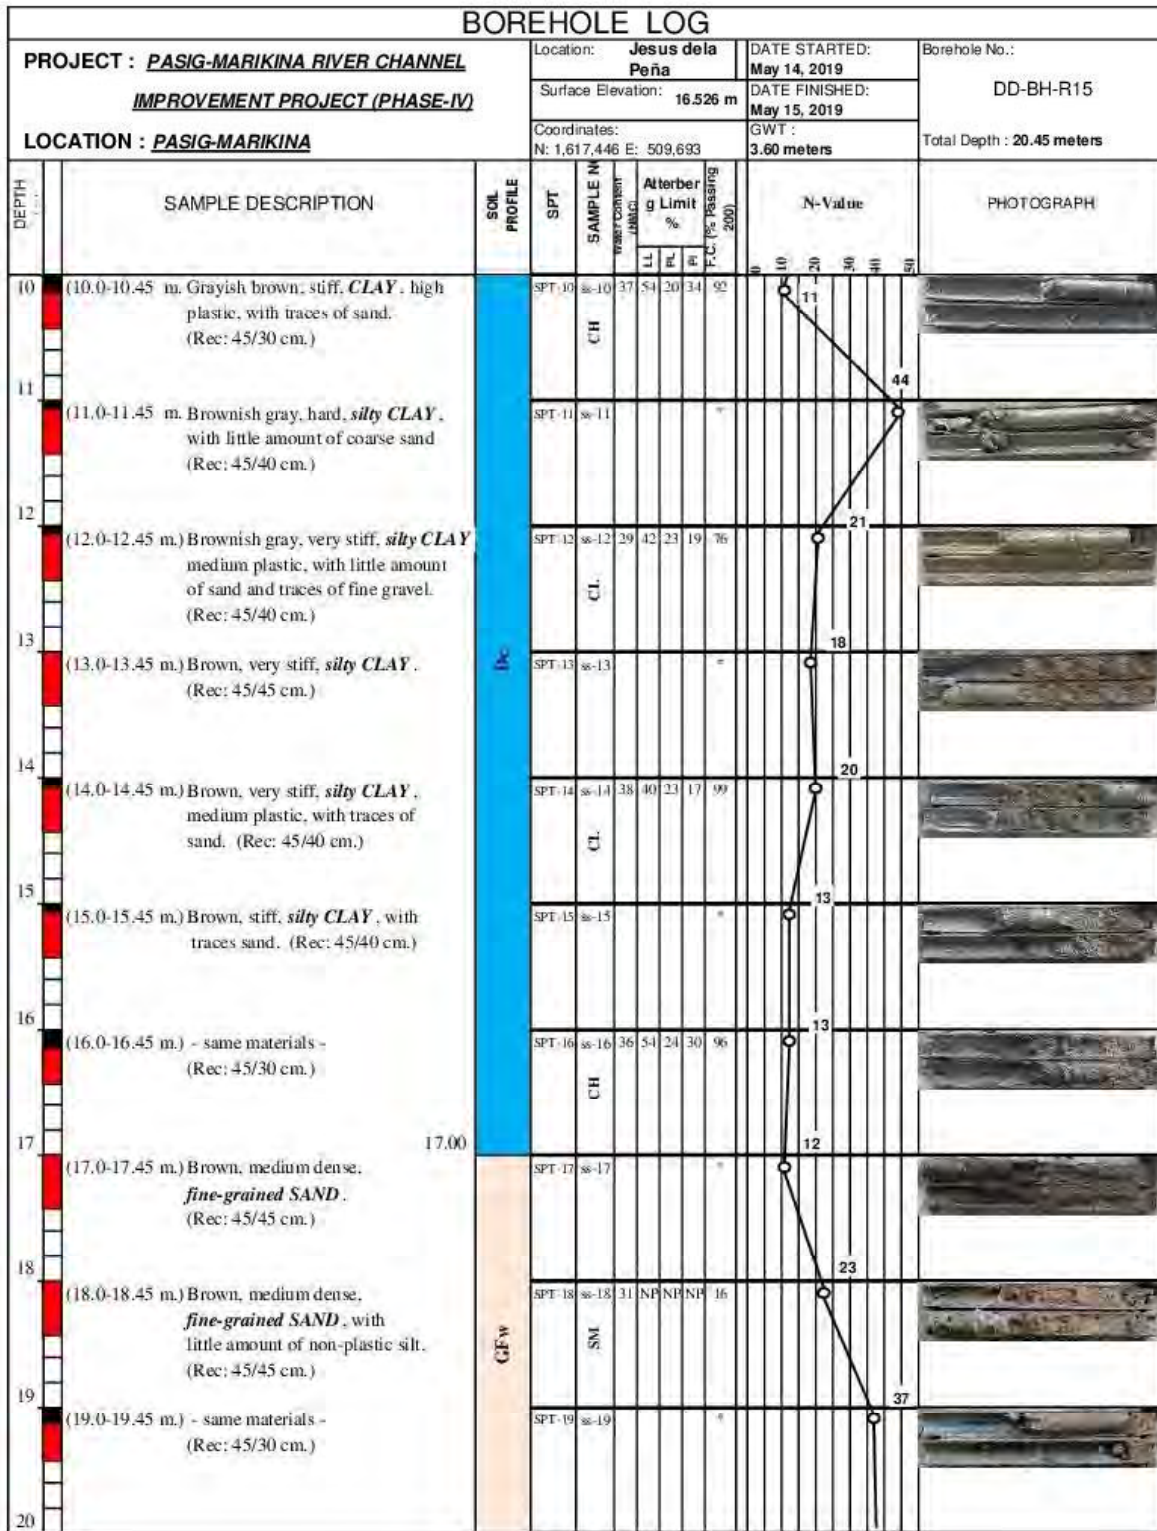 BOREHOLE LOG
PROJECT : PASIG-MARIKINA RIVER CHANNEL
IMPROVEMENT PROJECT (PHASE-IV)
LOCATION : PASIG-MARIKINA
Location: Jesus dela
Peña
Surface Elevation: 16.526 m
Coordinates:
N: 1,617,446 E: 509,693
DATE STARTED:
May 14, 2019
DATE FINISHED:
May 15, 2019
GWT :
3.60 meters
Borehole No.:
DD-BH-R15
Total Depth : 20.45 meters
DEPTH
SAMPLE DESCRIPTION
SOIL
PROFILE
SPT
SAMPLE N
Water Content
(NMC)
Atterber
g Limit
%
LL PL PI
F.C. (% Passing
200)
N-Value
0 10 20 30 40 50
PHOTOGRAPH
10 (10.0-10.45 m. Grayish brown, stiff, CLAY , high SPT-10 ss-10 37 54 20 34 92
plastic, with traces of sand. 11
(Rec: 45/30 cm.) CH
11 44
(11.0-11.45 m. Brownish gray, hard, silty CLAY , SPT-11 ss-11 "
with little amount of coarse sand
(Rec: 45/40 cm.)
12 21
(12.0-12.45 m.) Brownish gray, very stiff, silty CLAY SPT-12 ss-12 29 42 23 19 76
medium plastic, with little amount
of sand and traces of fine gravel. CL
(Rec: 45/40 cm.)
13 18
(13.0-13.45 m.) Brown, very stiff, silty CLAY . Dc SPT-13 ss-13 "
(Rec: 45/45 cm.)
14 20
(14.0-14.45 m.) Brown, very stiff, silty CLAY , SPT-14 ss-14 38 40 23 17 99
medium plastic, with traces of
sand. (Rec: 45/40 cm.) CL
15 13
(15.0-15.45 m.) Brown, stiff, silty CLAY , with SPT-15 ss-15 "
traces sand. (Rec: 45/40 cm.)
16 13
(16.0-16.45 m.) - same materials - SPT-16 ss-16 36 54 24 30 96
(Rec: 45/30 cm.) CH
17 17.00 12
(17.0-17.45 m.) Brown, medium dense, SPT-17 ss-17 "
fine-grained SAND .
(Rec: 45/45 cm.)
18 23
(18.0-18.45 m.) Brown, medium dense, SPT-18 ss-18 31 NP NP NP 16
fine-grained SAND , with
little amount of non-plastic silt. GFw SM
(Rec: 45/45 cm.)
19 37
(19.0-19.45 m.) - same materials - SPT-19 ss-19 "
(Rec: 45/30 cm.)
20